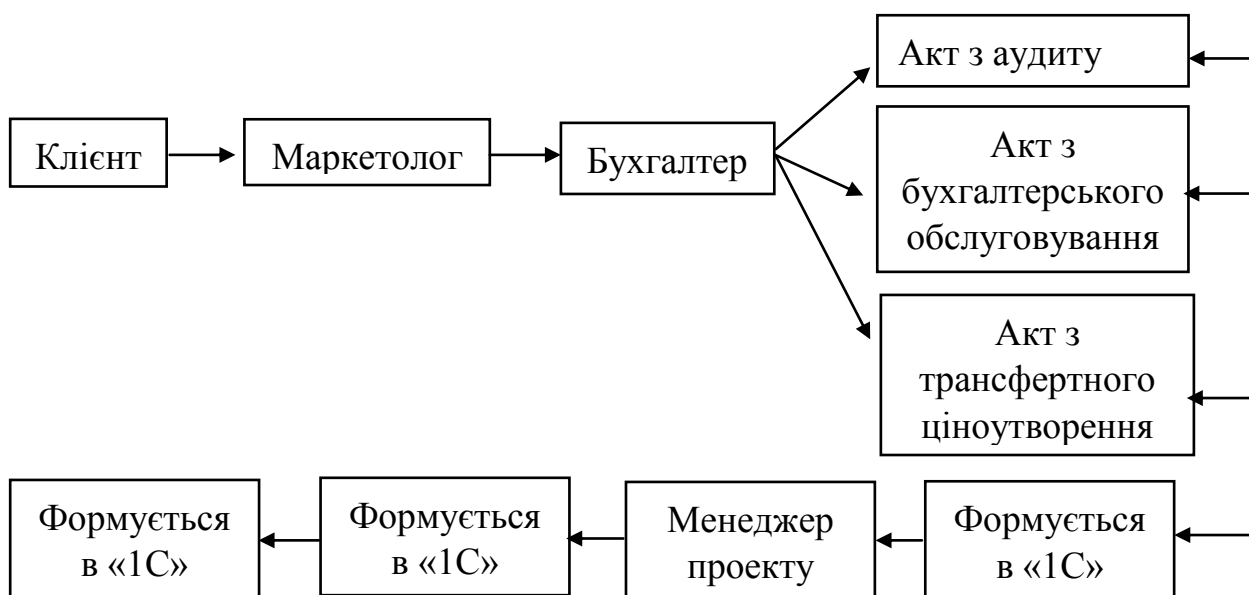 Акт з аудиту
Клієнт
Маркетолог
Бухгалтер
Акт з
бухгалтерського
обслуговування
Акт з
трансфертного
ціноутворення
Формується
в «1С»
Формується
в «1С»
Менеджер
проекту
Формується
в «1С»